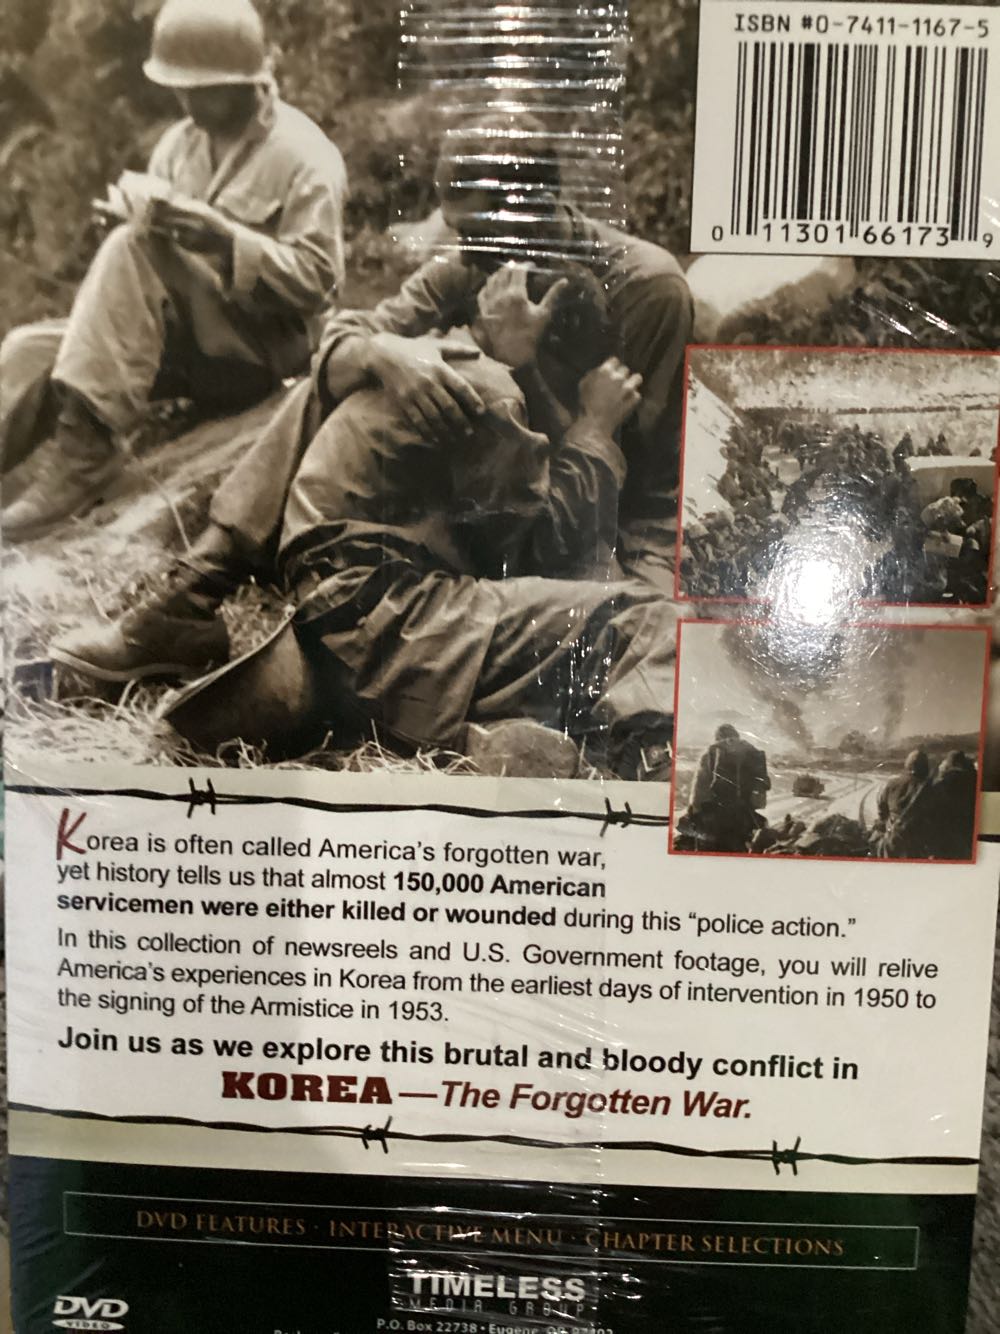 ISBN #0-7411-1167-5
0 11301 66173 9
Korea is often called America's forgotten war,
yet history tells us that almost 150,000 American
servicemen were either killed or wounded during this “police action.”
In this collection of newsreels and U.S. Government footage, you will relive
America's experiences in Korea from the earliest days of intervention in 1950 to
the signing of the Armistice in 1953.
Join us as we explore this brutal and bloody conflict in
KOREA—The Forgotten War.
DVD FEATURES · INTERACTIVE MENU · CHAPTER SELECTIONS
TIMELESS
MEDIA GROUP
DVD
VIDEO
P.O. Box 22738 • Eugene, OR 97402